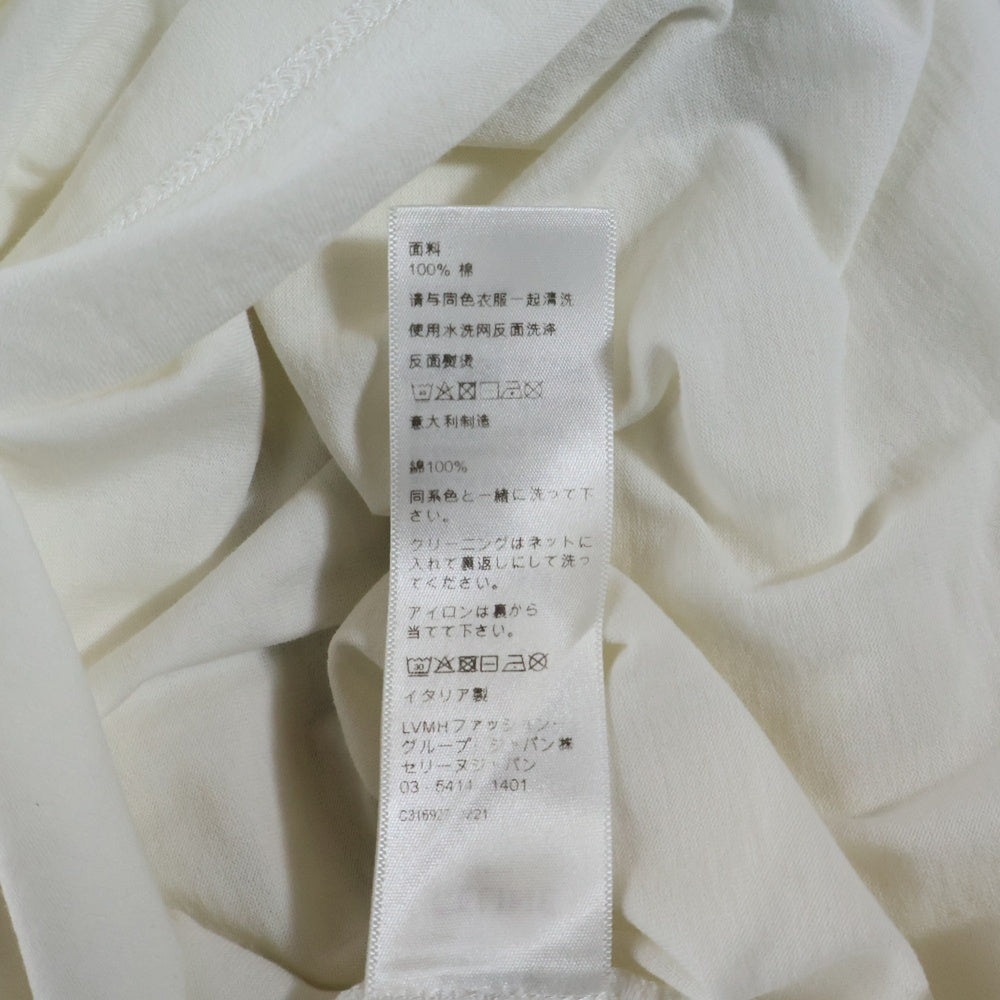 面料
100% 棉
请与同色衣服一起清洗
使用水洗网反面洗涤
反面熨烫
意大利制造
綿100%
同系色と一緒に洗って下
さい。
クリーニングはネットに
入れて裏返しにして洗っ
てください。
アイロンは裏から
当てて下さい。
30
イタリア製
LVMHファッション
グループ ジャパン㈱
セリーヌジャパン
03 - 5411 1401